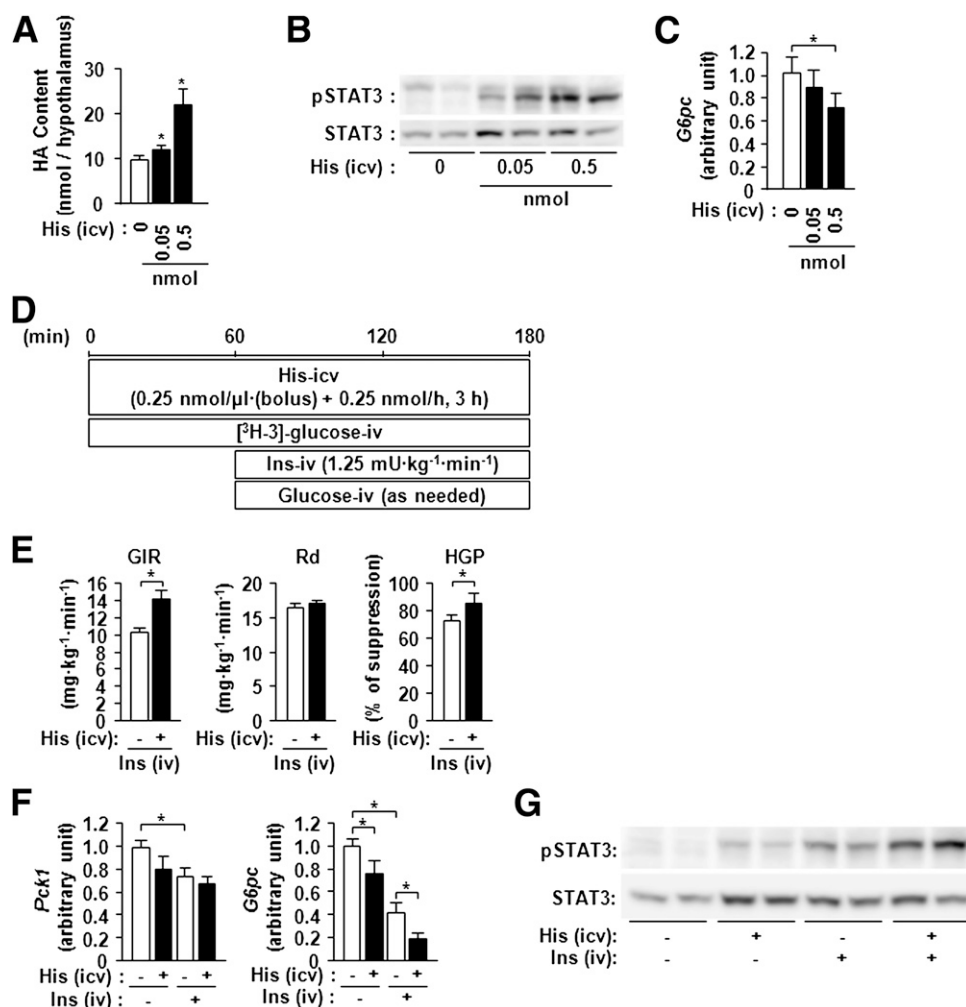 A
HA Content
(nmol / hypothalamus)
30
20
10
0
*
*
His (icv) : 0 0.05 0.5
nmol
B
pSTAT3 :
STAT3 :
His (icv) : 0 0.05 0.5
nmol
C
G6pc
(arbitrary unit)
1.2
1.0
0.8
0.6
0.4
0.2
0
*
His (icv) : 0 0.05 0.5
nmol
D
(min) 0 60 120 180
His-icv
(0.25 nmol/µl·(bolus) + 0.25 nmol/h, 3 h)
[³H-3]-glucose-iv
Ins-iv (1.25 mU·kg⁻¹·min⁻¹)
Glucose-iv (as needed)
E
GIR
(mg·kg⁻¹·min⁻¹)
16
14
12
10
8
6
4
2
0
*
His (icv): - +
Ins (iv)
Rd
(mg·kg⁻¹·min⁻¹)
20
15
10
5
0
His (icv): - +
Ins (iv)
HGP
(% of suppression)
100
80
60
40
20
0
*
His (icv): - +
Ins (iv)
F
Pck1
(arbitrary unit)
1.2
1.0
0.8
0.6
0.4
0.2
0
*
His (icv) : - + - +
Ins (iv) : - +
G6pc
(arbitrary unit)
1.2
1.0
0.8
0.6
0.4
0.2
0
*
*
*
His (icv) : - + - +
Ins (iv) : - +
G
pSTAT3:
STAT3:
His (icv): - + - +
Ins (iv): - - + +